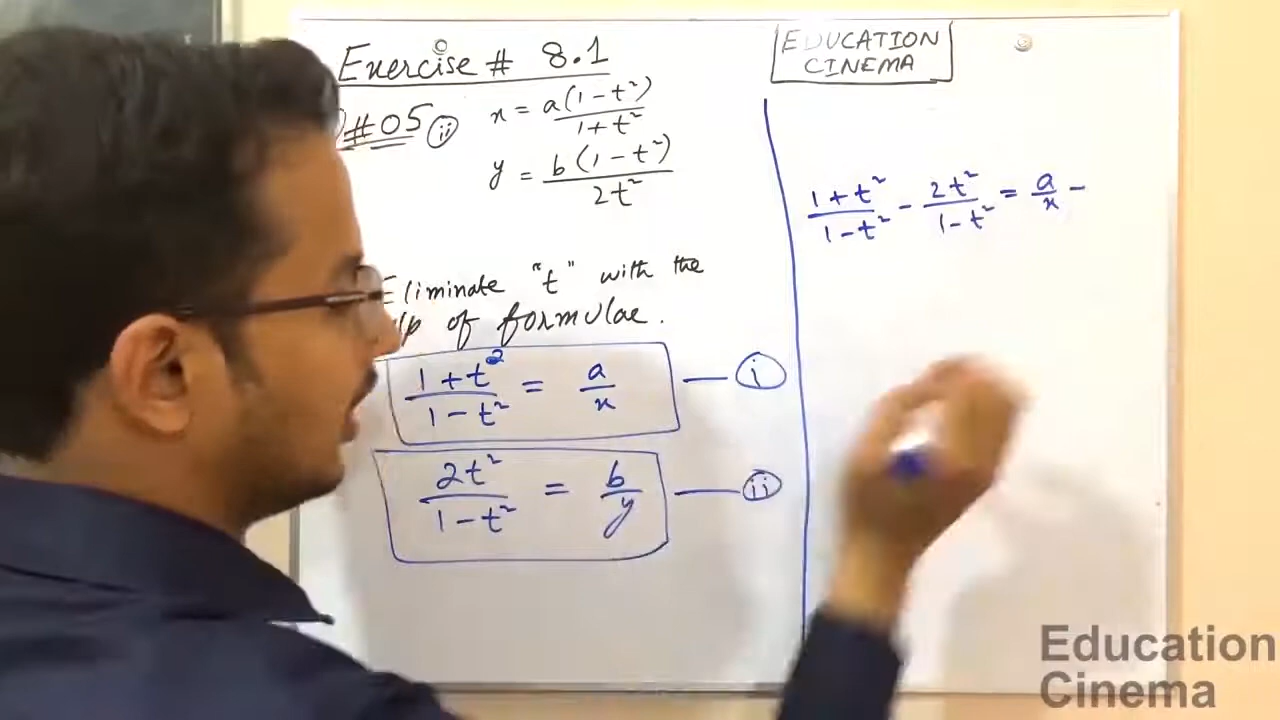 Exercise # 8.1
#05 (ii) x = a(1-t²)/1+t²
y = b(1-t²)/2t²
Eliminate "t" with the
of formulae.
1+t²/1-t² = a/x — (i)
2t²/1-t² = b/y — (ii)
EDUCATION
CINEMA
1+t²/1-t² - 2t²/1-t² = a/x -
Education
Cinema